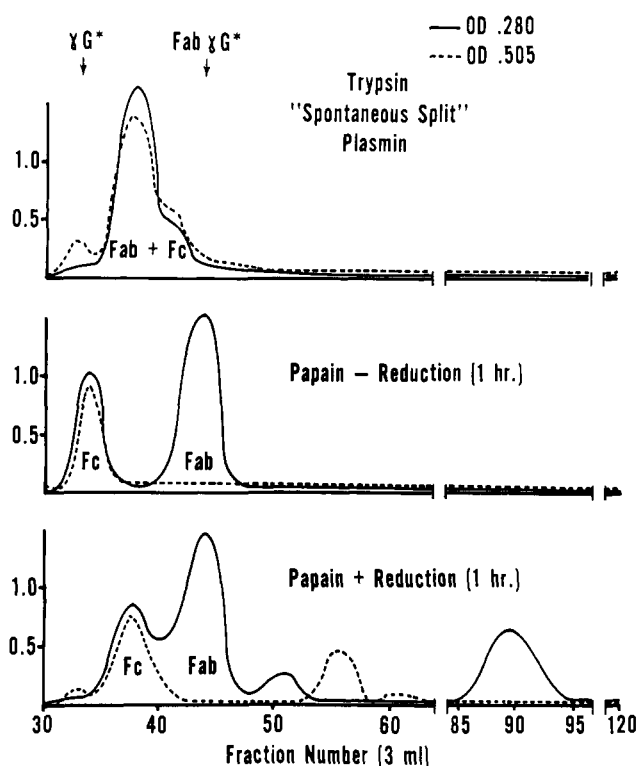 ɣG*
Fab ɣG*
OD .280
OD .505
Trypsin
"Spontaneous Split"
Plasmin
1.0
0.5
Fab + Fc
Papain – Reduction (1 hr.)
1.0
0.5
Fc
Fab
Papain + Reduction (1 hr.)
1.0
0.5
Fc
Fab
30 40 50 60 85 90 95 120
Fraction Number (3 ml)